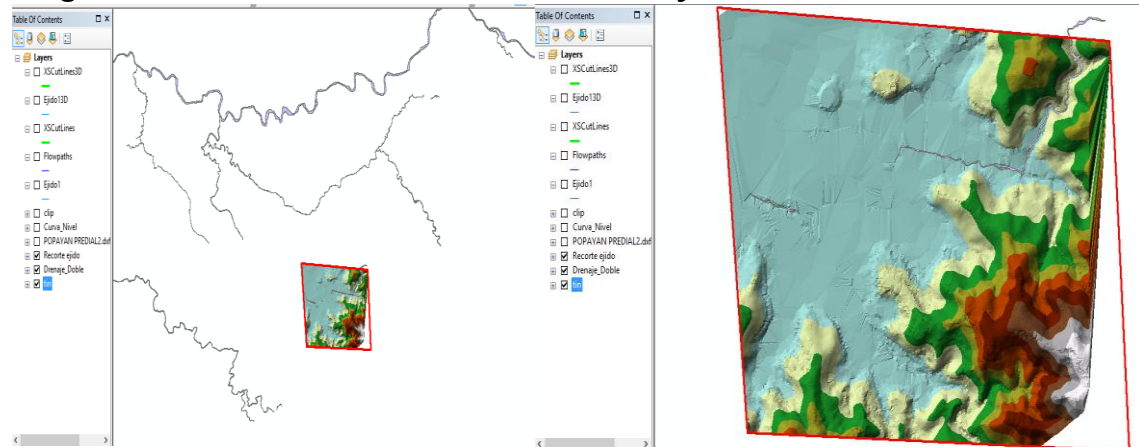 Table Of Contents
Layers
XSCutLines3D
Ejido13D
XSCutLines
Flowpaths
Ejido1
clip
Curva_Nivel
POPAYAN PREDIAL2.dxf
Recorte ejido
Drenaje_Doble
tin
Table Of Contents
Layers
XSCutLines3D
Ejido13D
XSCutLines
Flowpaths
Ejido1
clip
Curva_Nivel
POPAYAN PREDIAL2.dxf
Recorte ejido
Drenaje_Doble
tin